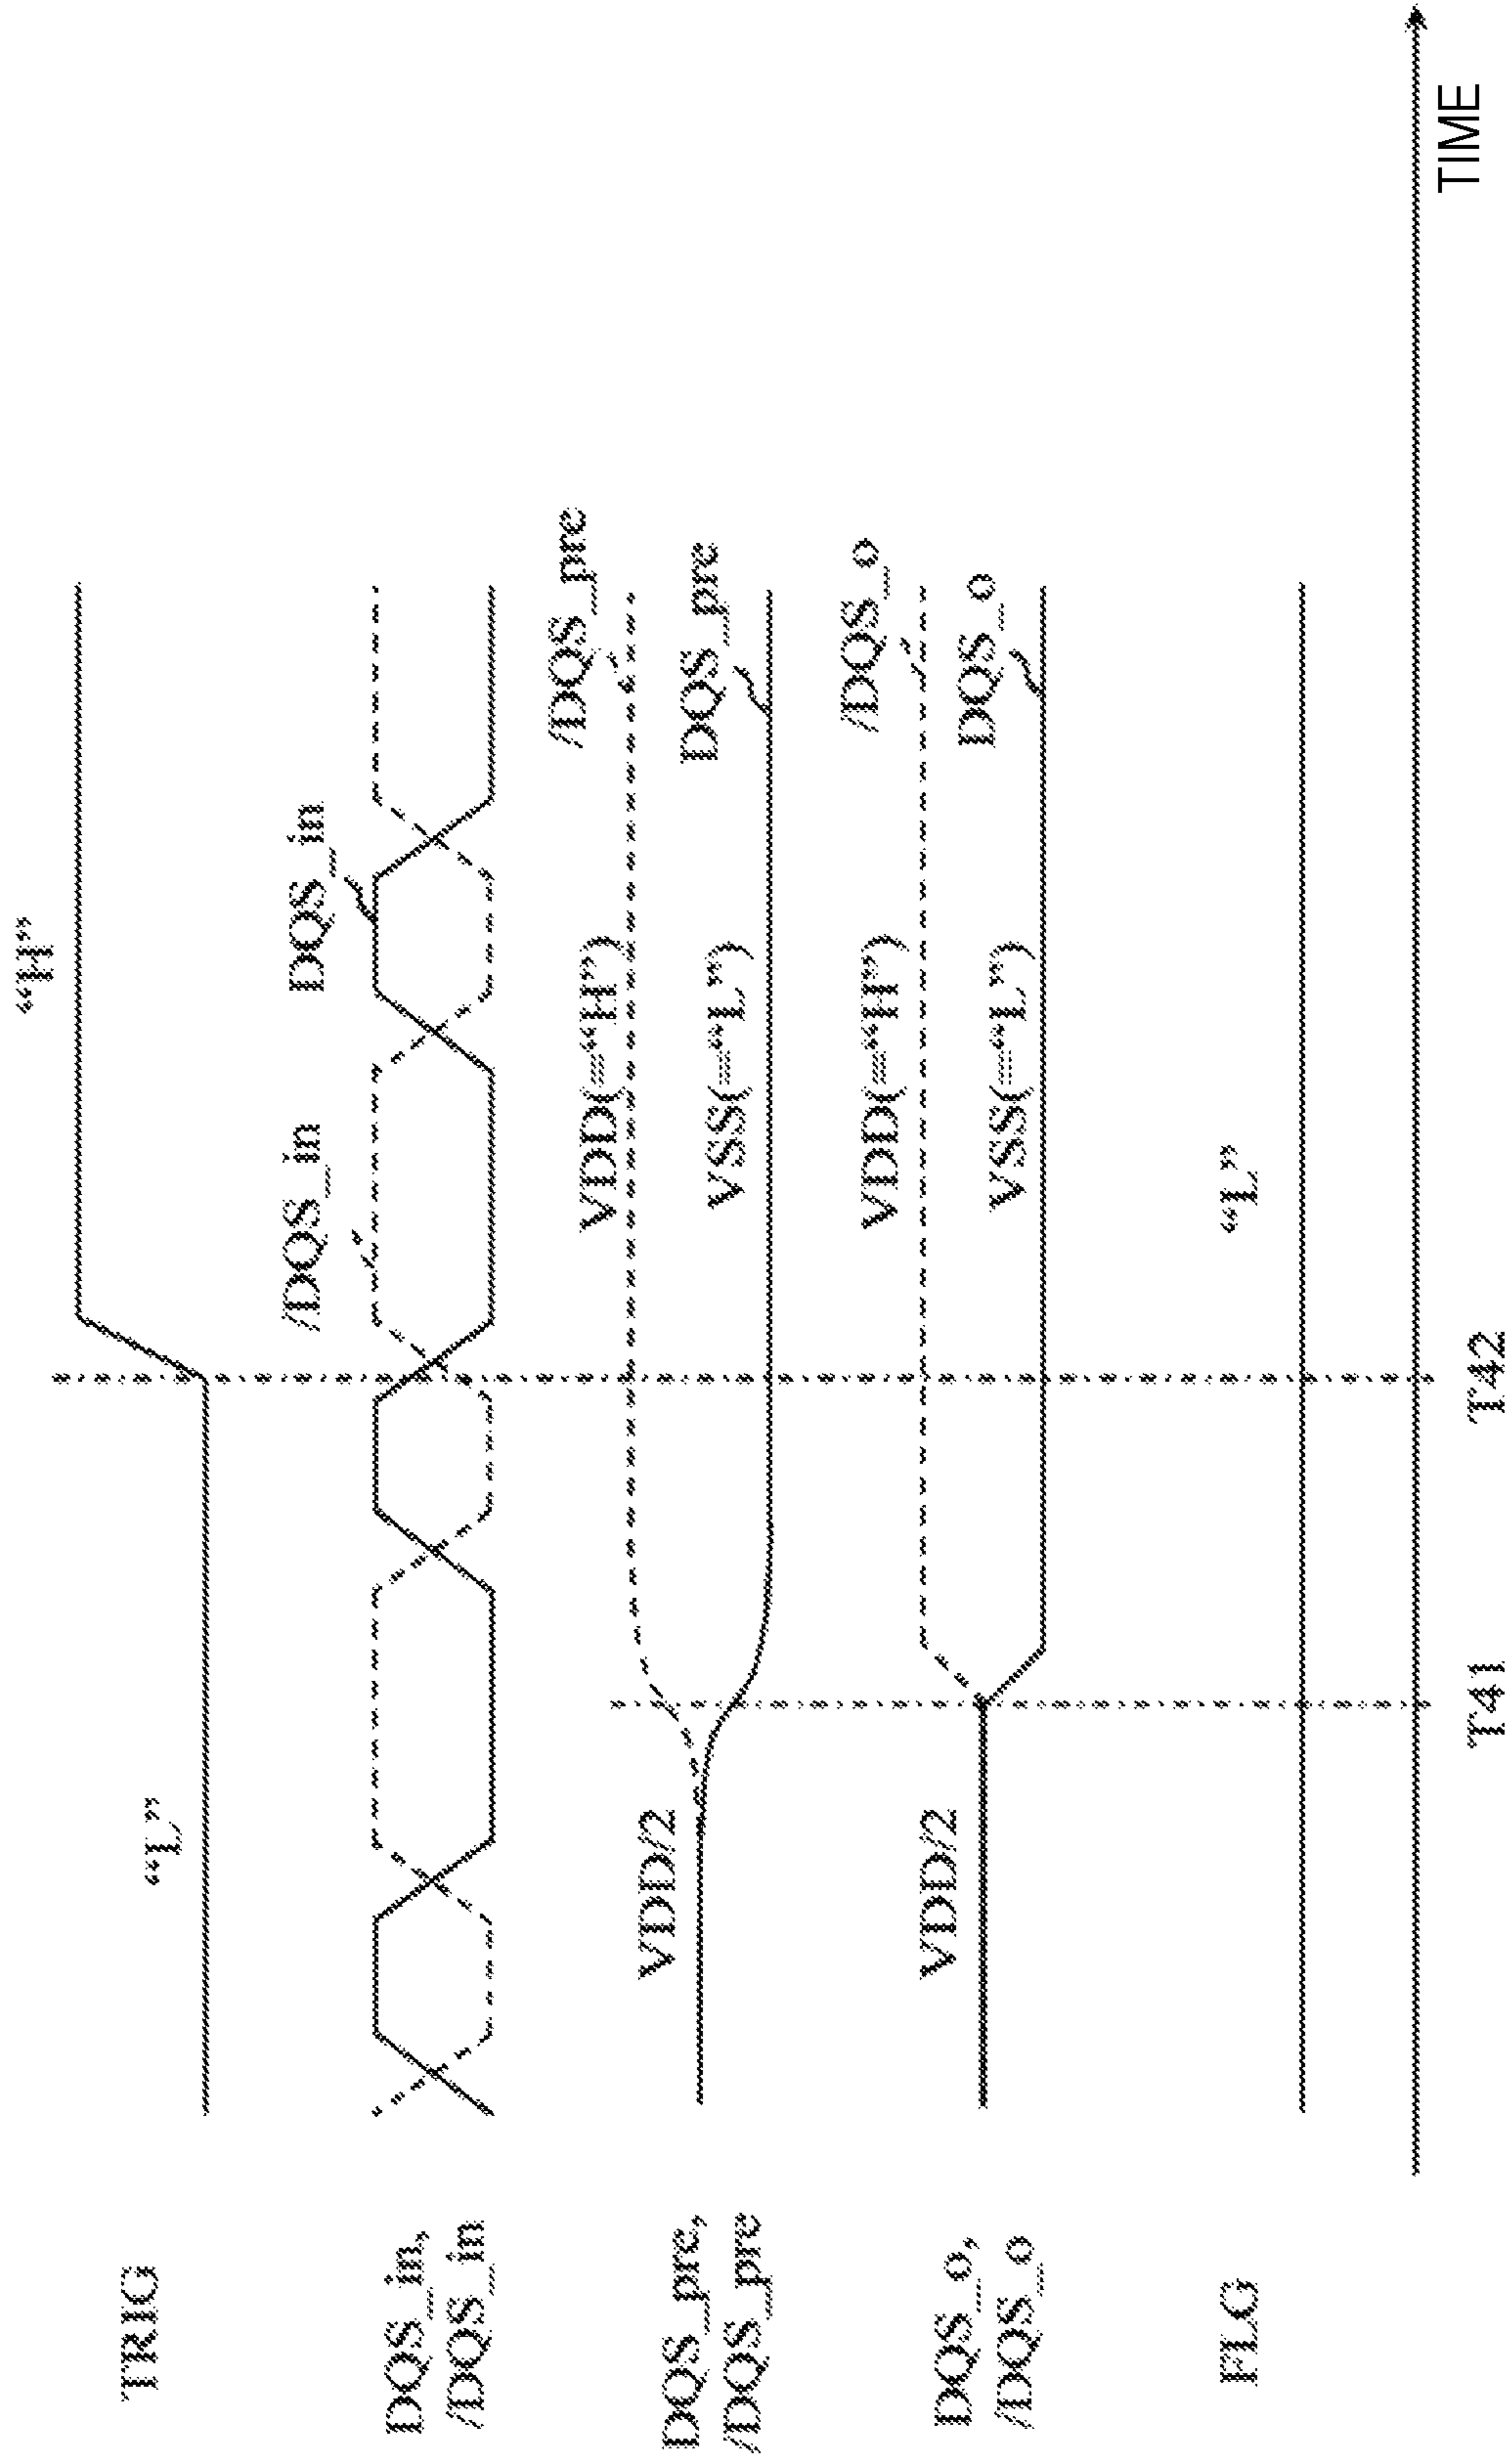 TRIG
“L”
“H”
DQS_in,
/DQS_in
/DQS_in
DQS_in
DQS_pre,
/DQS_pre
VDD/2
VDD(=“H”)
VSS(=“L”)
/DQS_pre
DQS_pre
DQS_o,
/DQS_o
VDD/2
VDD(=“H”)
VSS(=“L”)
/DQS_o
DQS_o
FLG
“L”
T41
T42
TIME